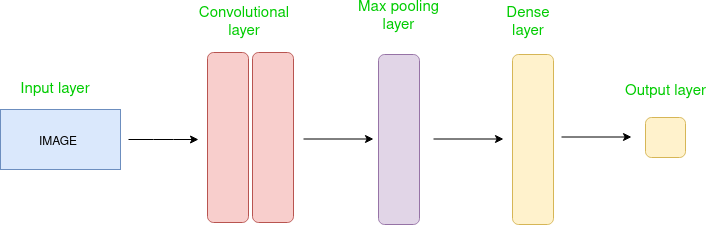 Convolutional
layer
Max pooling
layer
Dense
layer
Input layer
Output layer
IMAGE